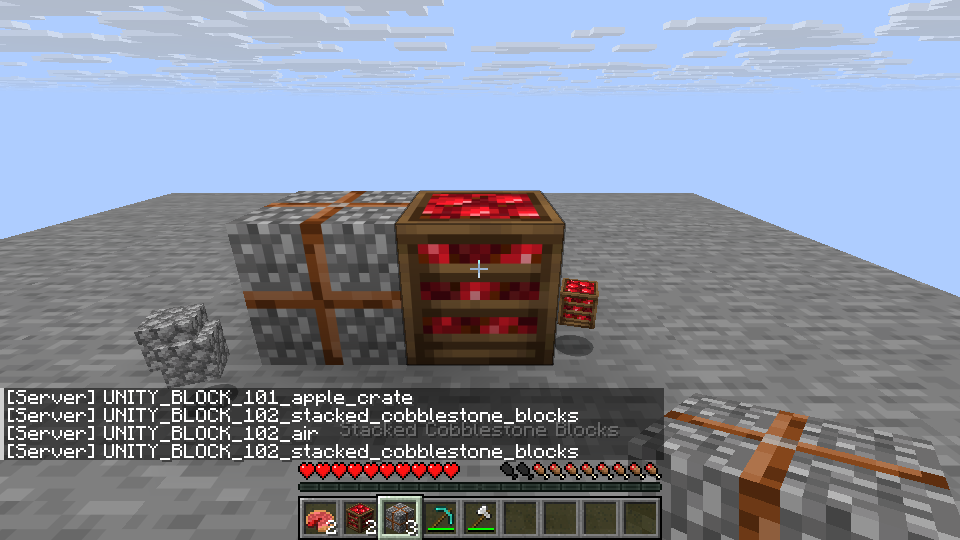 [Server] UNITY_BLOCK_101_apple_crate
[Server] UNITY_BLOCK_102_stacked_cobblestone_blocks
[Server] UNITY_BLOCK_102_air
Stacked Cobblestone Blocks
[Server] UNITY_BLOCK_102_stacked_cobblestone_blocks
2
2
3